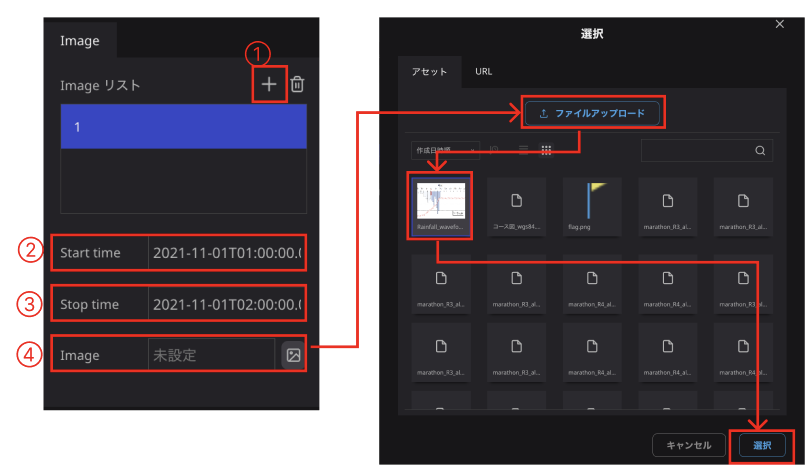 Image
①
Image リスト
1
② Start time 2021-11-01T01:00:00.0
③ Stop time 2021-11-01T02:00:00.0
④ Image 未設定
選択
アセット URL
ファイルアップロード
作成日時順
Rainfall_wavefo... コース図_wgs84... flag.png marathon_R3_al... marathon_R3_al...
marathon_R3_al... marathon_R3_al... marathon_R4_al... marathon_R4_al... marathon_R3_al...
marathon_R3_al... marathon_R3_al... marathon_R4_al... marathon_R4_al... marathon_R4_al...
キャンセル 選択